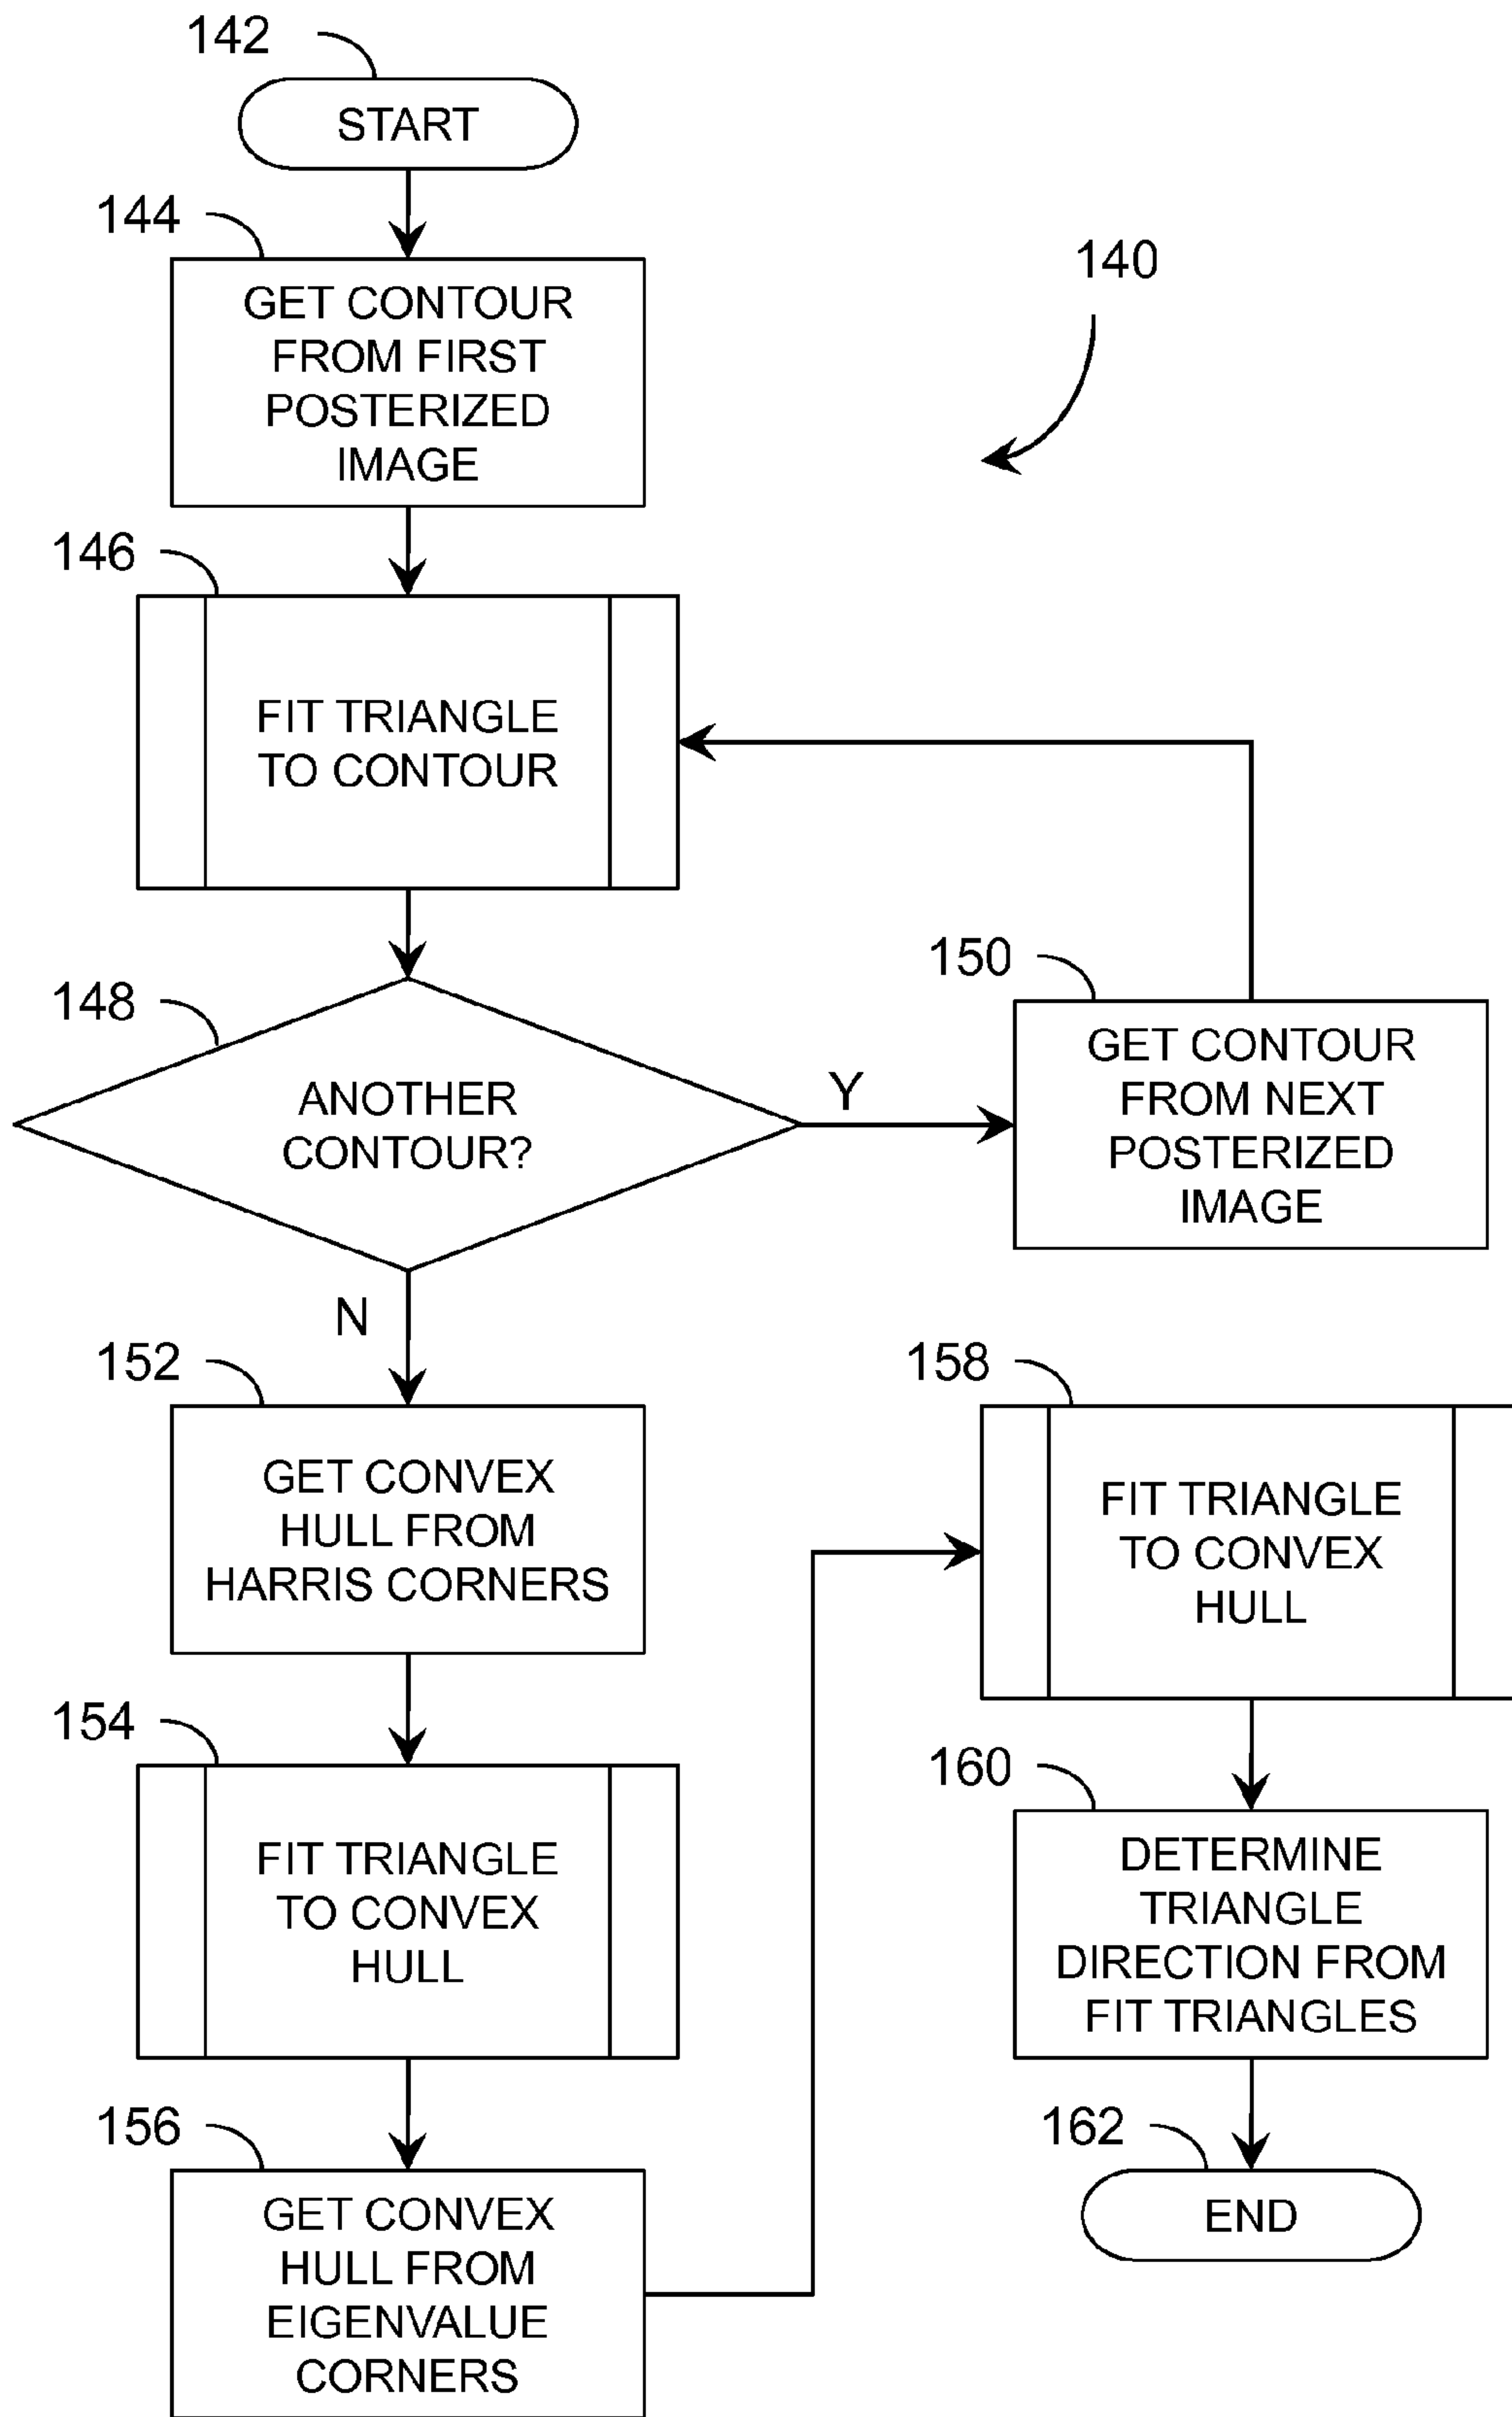 142
START
144
GET CONTOUR
FROM FIRST
POSTERIZED
IMAGE
140
146
FIT TRIANGLE
TO CONTOUR
148
ANOTHER
CONTOUR?
Y
150
GET CONTOUR
FROM NEXT
POSTERIZED
IMAGE
N
152
GET CONVEX
HULL FROM
HARRIS CORNERS
154
FIT TRIANGLE
TO CONVEX
HULL
156
GET CONVEX
HULL FROM
EIGENVALUE
CORNERS
158
FIT TRIANGLE
TO CONVEX
HULL
160
DETERMINE
TRIANGLE
DIRECTION FROM
FIT TRIANGLES
162
END